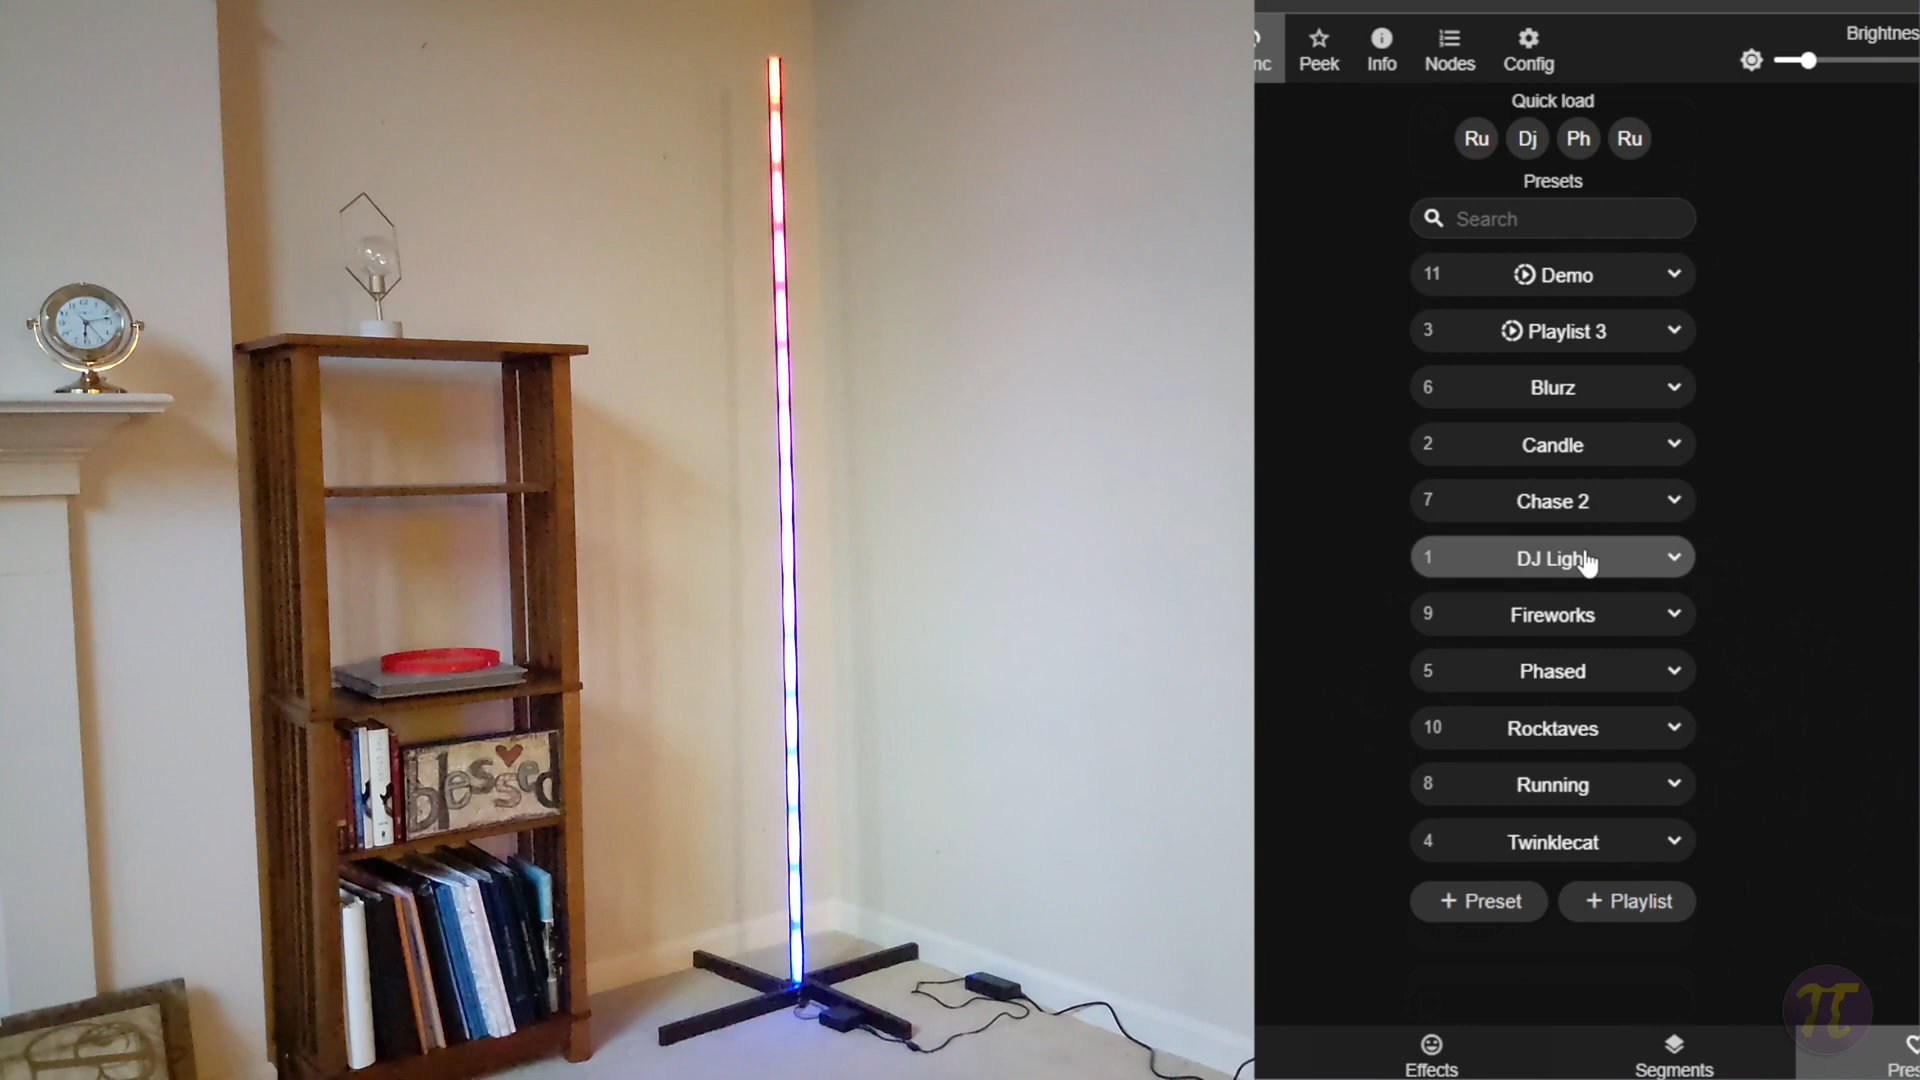 nc
Peek
Info
Nodes
Config
Brightnes
Quick load
Ru
Dj
Ph
Ru
Presets
Search
11 Demo
3 Playlist 3
6 Blurz
2 Candle
7 Chase 2
1 DJ Ligh
9 Fireworks
5 Phased
10 Rocktaves
8 Running
4 Twinklecat
+ Preset
+ Playlist
Effects
Segments
Pres
blessed
π